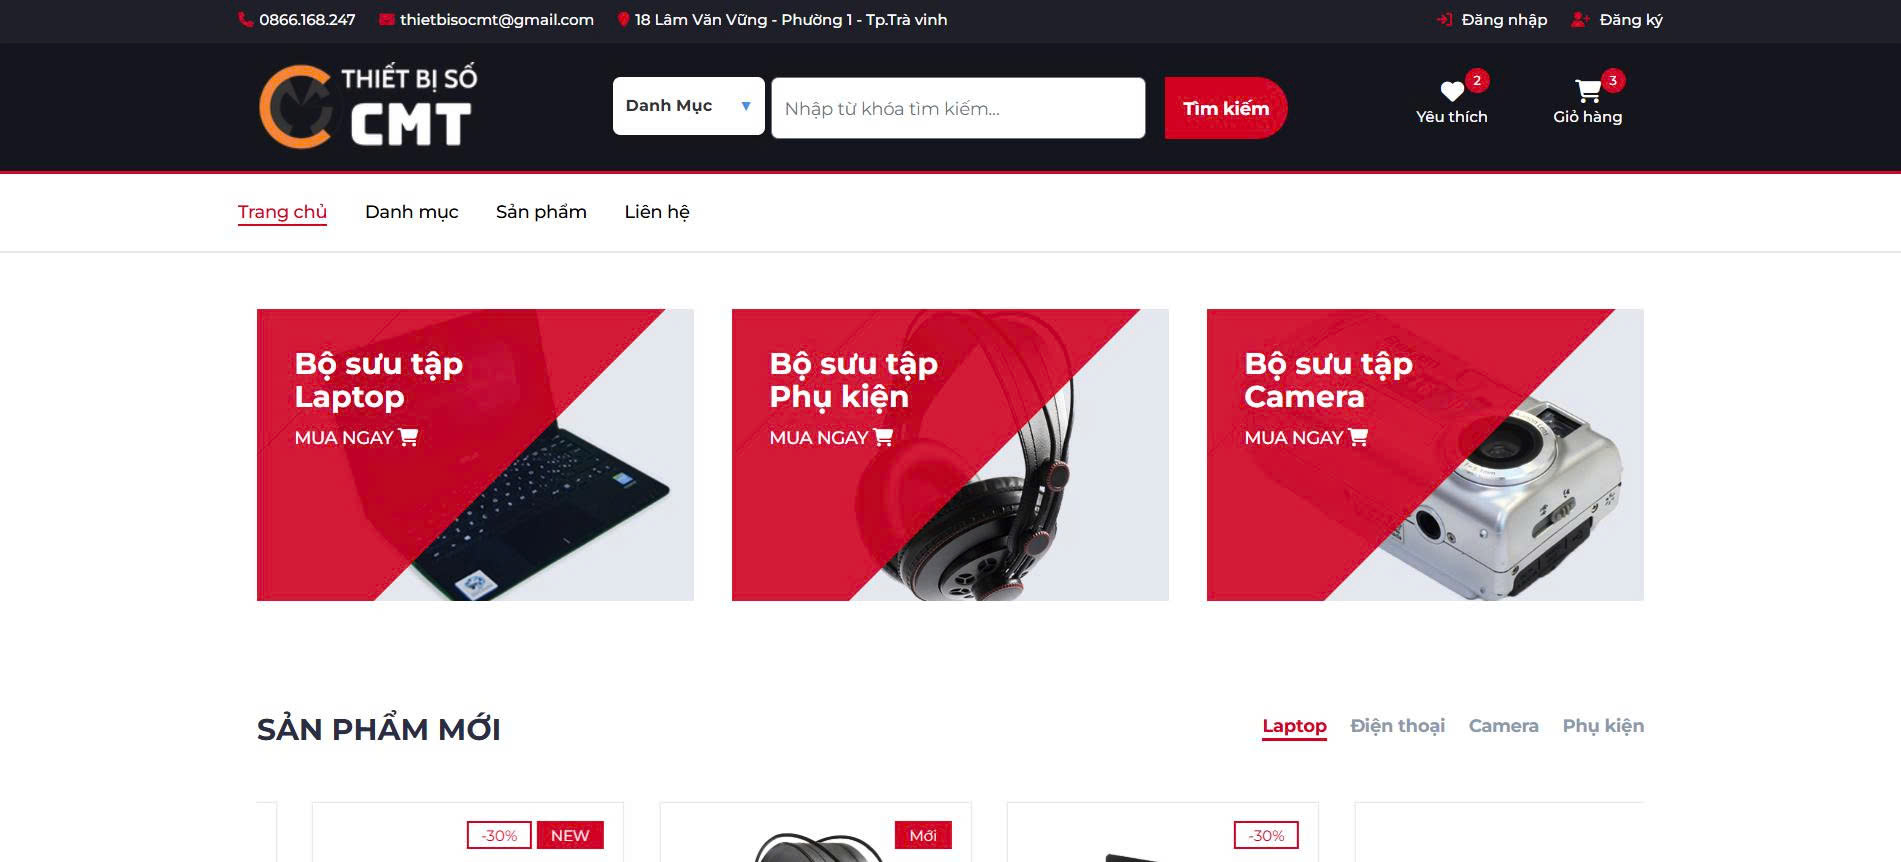 0866.168.247 thietbisocmt@gmail.com 18 Lâm Văn Vững - Phường 1 - Tp.Trà vinh Đăng nhập Đăng ký
THIẾT BỊ SỐ
CMT
Danh Mục Nhập từ khóa tìm kiếm... Tìm kiếm
2
Yêu thích
3
Giỏ hàng
Trang chủ Danh mục Sản phẩm Liên hệ
Bộ sưu tập
Laptop
MUA NGAY
Bộ sưu tập
Phụ kiện
MUA NGAY
Bộ sưu tập
Camera
MUA NGAY
SẢN PHẨM MỚI
Laptop Điện thoại Camera Phụ kiện
-30% NEW
Mới
-30%